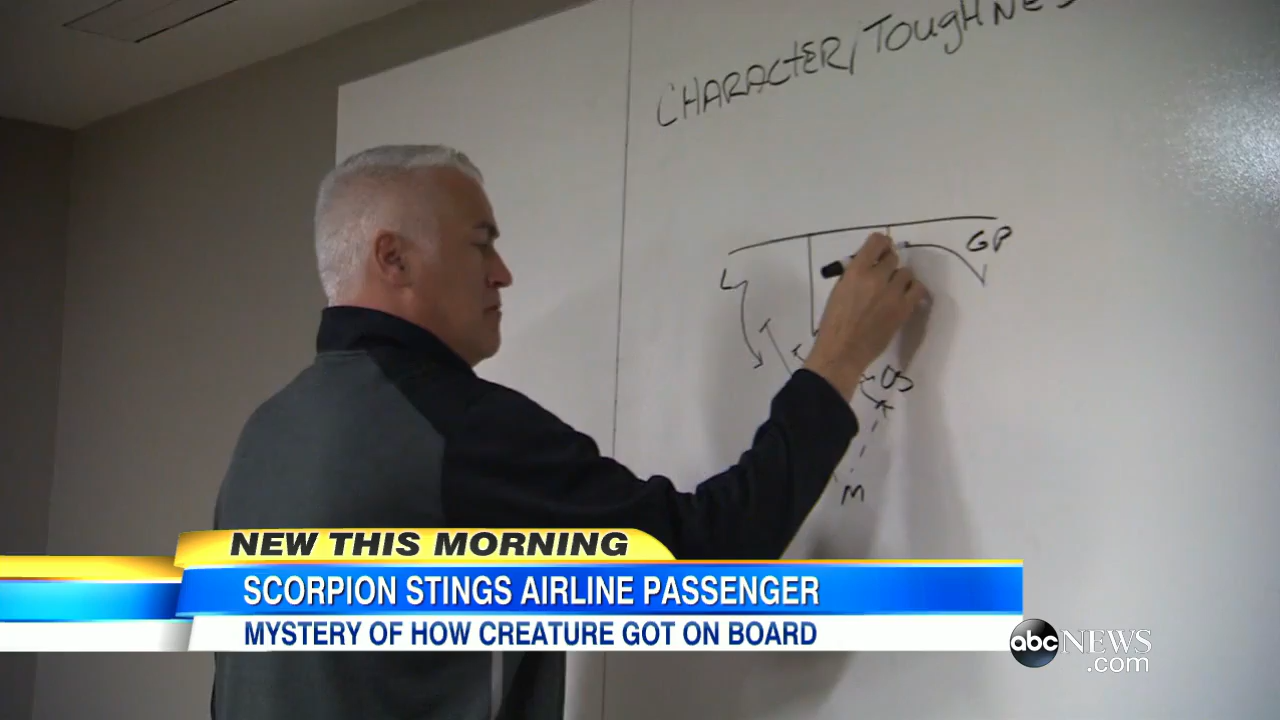 CHARACTER/TOUGHNES
GP
L
OS
M
NEW THIS MORNING
SCORPION STINGS AIRLINE PASSENGER
MYSTERY OF HOW CREATURE GOT ON BOARD
abc NEWS
.com